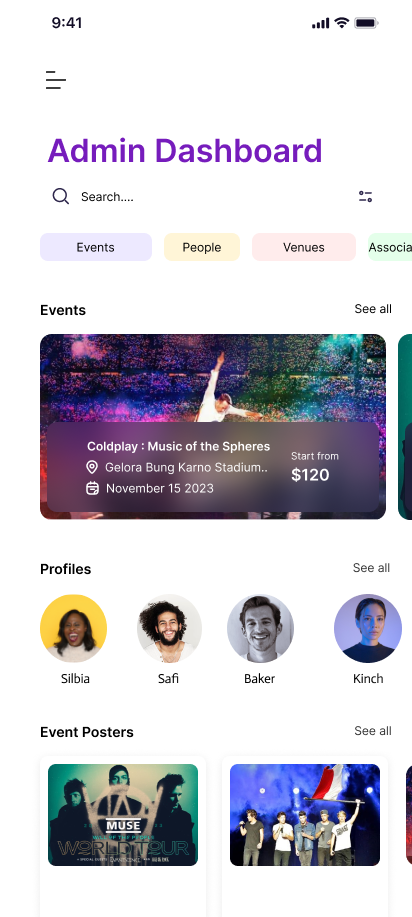 9:41
Admin Dashboard
Search....
Events
People
Venues
Associa
Events
See all
Coldplay : Music of the Spheres
Gelora Bung Karno Stadium..
November 15 2023
Start from
$120
Profiles
See all
Silbia
Safi
Baker
Kinch
Event Posters
See all
MUSE
WORLD TOUR